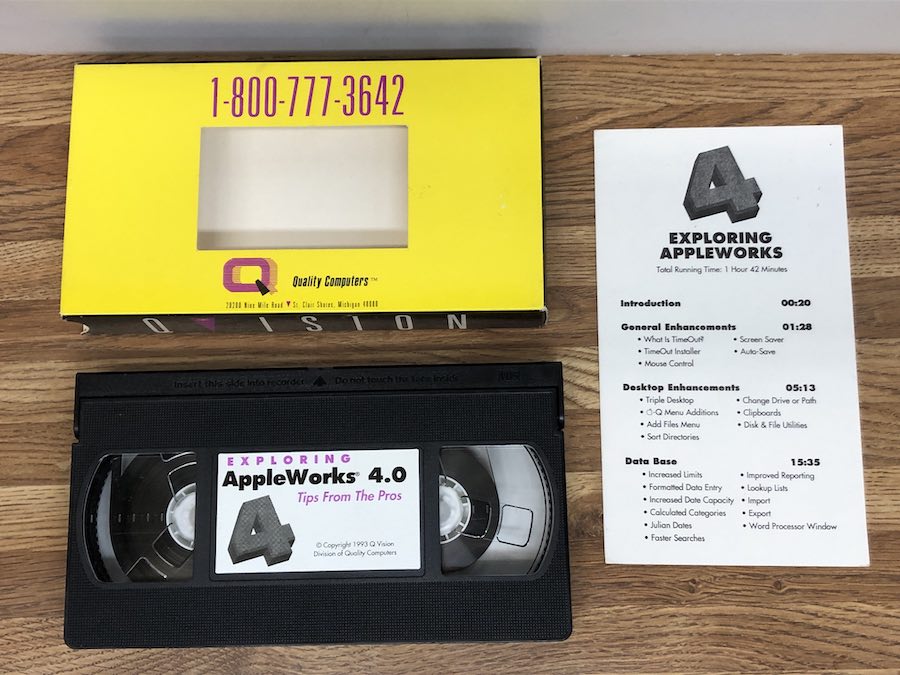 1-800-777-3642
Q
Quality Computers™
20200 Nine Mile Road ▼ St. Clair Shores, Michigan 48080
Q VISION
Insert this side into recorder ▲ Do not touch the tape inside
VHS
EXPLORING
AppleWorks® 4.0
Tips From The Pros
4
© Copyright 1993 Q Vision
Division of Quality Computers
4
EXPLORING
APPLEWORKS
Total Running Time: 1 Hour 42 Minutes
Introduction 00:20
General Enhancements 01:28
• What Is TimeOut?
• TimeOut Installer
• Mouse Control
• Screen Saver
• Auto-Save
Desktop Enhancements 05:13
• Triple Desktop
• -Q Menu Additions
• Add Files Menu
• Sort Directories
• Change Drive or Path
• Clipboards
• Disk & File Utilities
Data Base 15:35
• Increased Limits
• Formatted Data Entry
• Increased Date Capacity
• Calculated Categories
• Julian Dates
• Faster Searches
• Improved Reporting
• Lookup Lists
• Import
• Export
• Word Processor Window